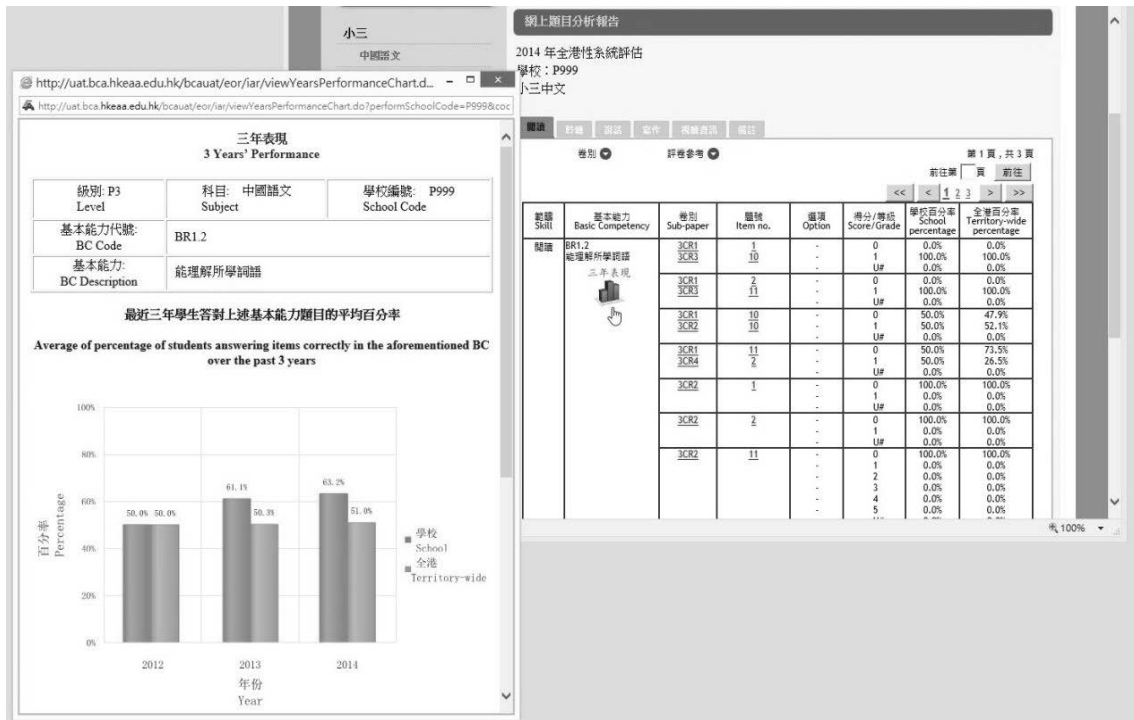 小三
中國語文
http://uat.bca.hkeaa.edu.hk/bcauat/eor/iar/viewYearsPerformanceChart.d...
http://uat.bca.hkeaa.edu.hk/bcauat/eor/iar/viewYearsPerformanceChart.do?performSchoolCode=P999&coc
三年表現
3 Years' Performance
級別: P3 科目: 中國語文 學校編號: P999
Level Subject School Code
基本能力代號: BR1.2
BC Code
基本能力: 能理解所學詞語
BC Description
最近三年學生答對上述基本能力題目的平均百分率
Average of percentage of students answering items correctly in the aforementioned BC
over the past 3 years
100%
80%
60%
40%
20%
0%
50.0% 50.0%
61.1% 50.3%
63.2% 51.0%
百分率
Percentage
2012 2013 2014
年份
Year
學校
School
全港
Territory-wide
網上題目分析報告
2014 年全港性系統評估
學校：P999
小三中文
閱讀 聆聽 說話 寫作 視聽資訊 備註
卷別 評卷參考 第 1 頁 , 共 3 頁
前往第 頁 前往
<< < 1 2 3 > >>
範疇 基本能力 卷別 題號 選項 得分/等級 學校百分率 全港百分率
Skill Basic Competency Sub-paper Item no. Option Score/Grade School percentage Territory-wide percentage
閱讀 BR1.2 3CR1 1 - 0 0.0% 0.0%
能理解所學詞語 3CR3 10 - 1 100.0% 100.0%
三年表現 - U# 0.0% 0.0%
3CR1 2 - 0 0.0% 0.0%
3CR3 11 - 1 100.0% 100.0%
- U# 0.0% 0.0%
3CR1 10 - 0 50.0% 47.9%
3CR2 10 - 1 50.0% 52.1%
- U# 0.0% 0.0%
3CR1 11 - 0 50.0% 73.5%
3CR4 2 - 1 50.0% 26.5%
- U# 0.0% 0.0%
3CR2 1 - 0 100.0% 100.0%
- 1 0.0% 0.0%
- U# 0.0% 0.0%
3CR2 2 - 0 100.0% 100.0%
- 1 0.0% 0.0%
- U# 0.0% 0.0%
3CR2 11 - 0 100.0% 100.0%
- 1 0.0% 0.0%
- 2 0.0% 0.0%
- 3 0.0% 0.0%
- 4 0.0% 0.0%
- 5 0.0% 0.0%
100%